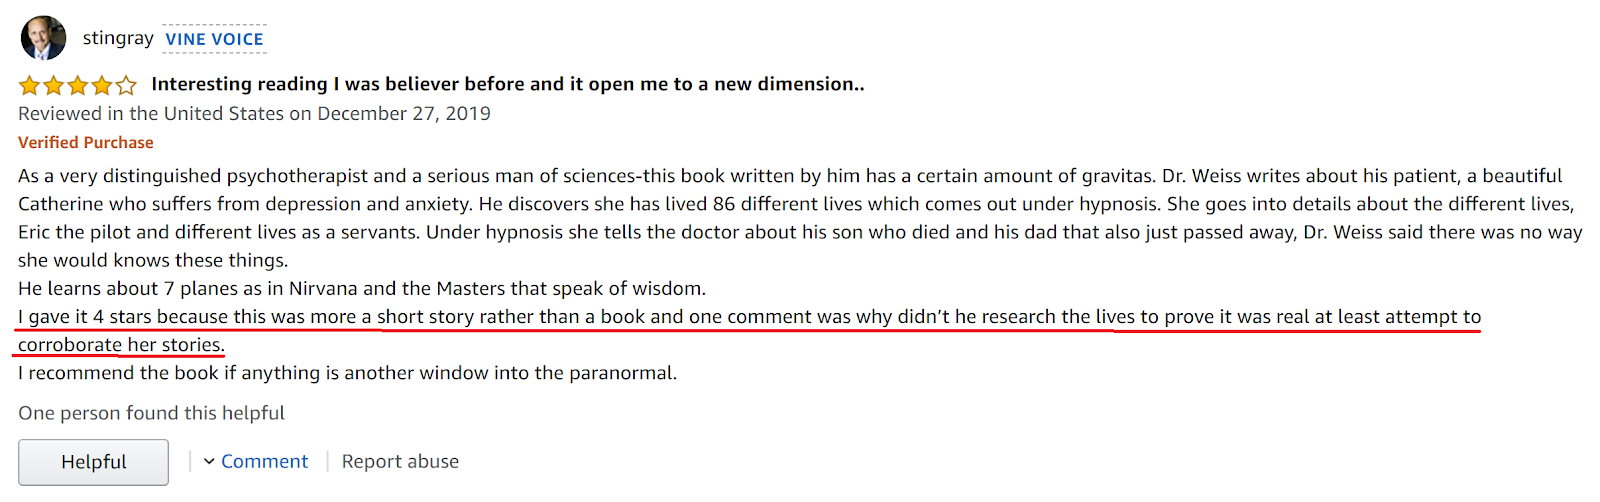 stingray VINE VOICE
Interesting reading I was believer before and it open me to a new dimension..
Reviewed in the United States on December 27, 2019
Verified Purchase
As a very distinguished psychotherapist and a serious man of sciences-this book written by him has a certain amount of gravitas. Dr. Weiss writes about his patient, a beautiful
Catherine who suffers from depression and anxiety. He discovers she has lived 86 different lives which comes out under hypnosis. She goes into details about the different lives,
Eric the pilot and different lives as a servants. Under hypnosis she tells the doctor about his son who died and his dad that also just passed away, Dr. Weiss said there was no way
she would knows these things.
He learns about 7 planes as in Nirvana and the Masters that speak of wisdom.
I gave it 4 stars because this was more a short story rather than a book and one comment was why didn't he research the lives to prove it was real at least attempt to
corroborate her stories.
I recommend the book if anything is another window into the paranormal.
One person found this helpful
Helpful Comment Report abuse